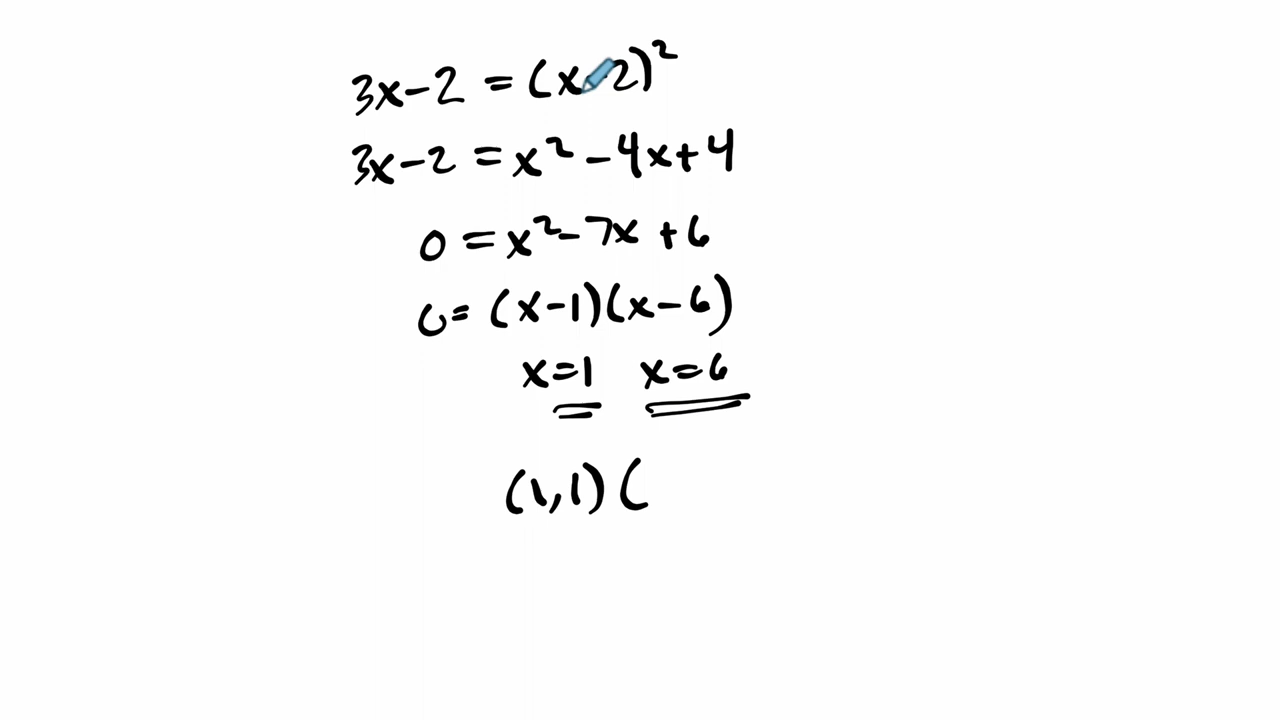 3x-2 = (x-2)²
3x-2 = x² -4x+4
0 = x² - 7x +6
0= (x-1)(x-6)
x=1 x=6
(1,1) (